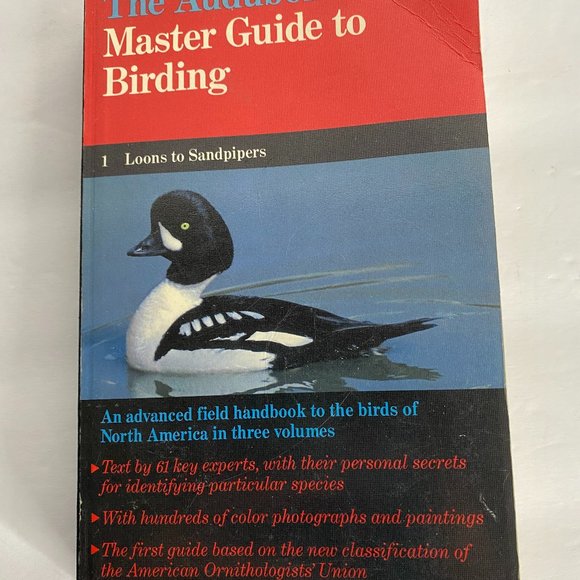 The Audubon
Master Guide to
Birding
1 Loons to Sandpipers
An advanced field handbook to the birds of
North America in three volumes
▸Text by 61 key experts, with their personal secrets
for identifying particular species
▸With hundreds of color photographs and paintings
▸The first guide based on the new classification of
the American Ornithologists' Union